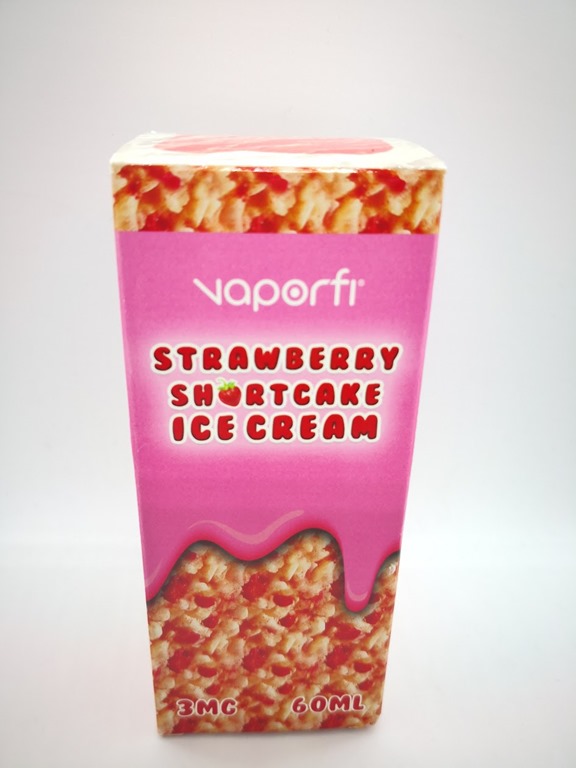 vaporfi®
STRAWBERRY
SHORTCAKE
ICE CREAM
3MG 60ML